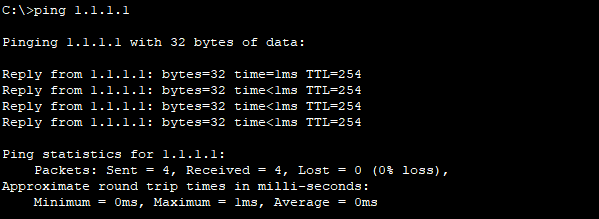 C:\>ping 1.1.1.1
Pinging 1.1.1.1 with 32 bytes of data:
Reply from 1.1.1.1: bytes=32 time=1ms TTL=254
Reply from 1.1.1.1: bytes=32 time<1ms TTL=254
Reply from 1.1.1.1: bytes=32 time<1ms TTL=254
Reply from 1.1.1.1: bytes=32 time<1ms TTL=254
Ping statistics for 1.1.1.1:
    Packets: Sent = 4, Received = 4, Lost = 0 (0% loss),
Approximate round trip times in milli-seconds:
    Minimum = 0ms, Maximum = 1ms, Average = 0ms